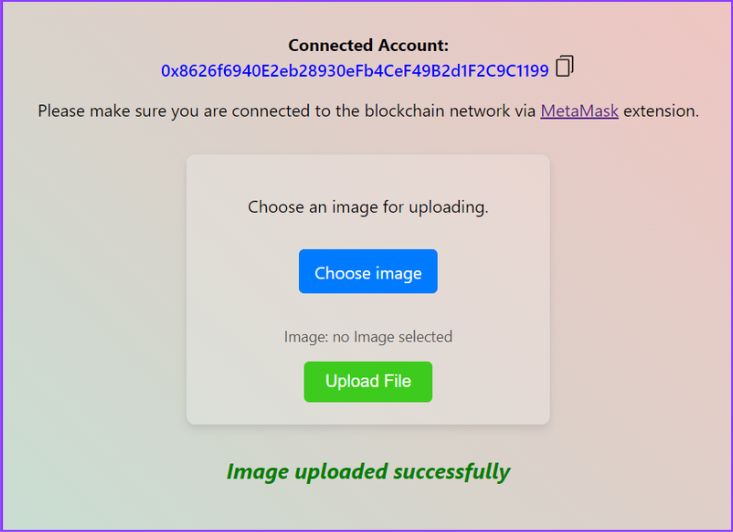 Connected Account:
0x8626f6940E2eb28930eFb4CeF49B2d1F2C9C1199
Please make sure you are connected to the blockchain network via MetaMask extension.
Choose an image for uploading.
Choose image
Image: no Image selected
Upload File
Image uploaded successfully